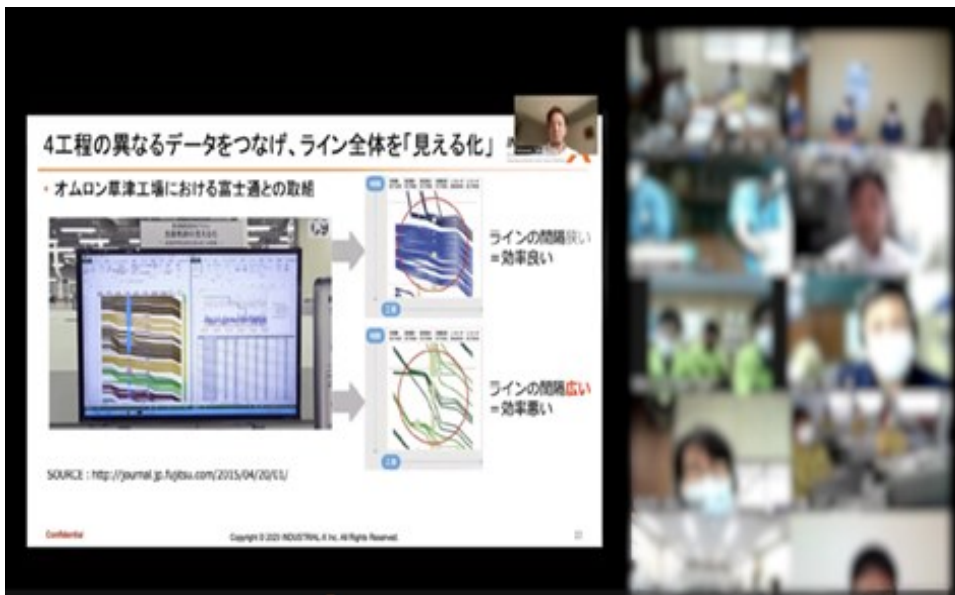 4工程の異なるデータをつなげ、ライン全体を「見える化」
・オムロン草津工場における富士通との取組
ラインの間隔狭い
＝効率良い
ラインの間隔広い
＝効率悪い
SOURCE : http://journal.jp.fujitsu.com/2015/04/20/01/
Confidential
Copyright © 2020 INDUSTRIAL-X Inc. All Rights Reserved.